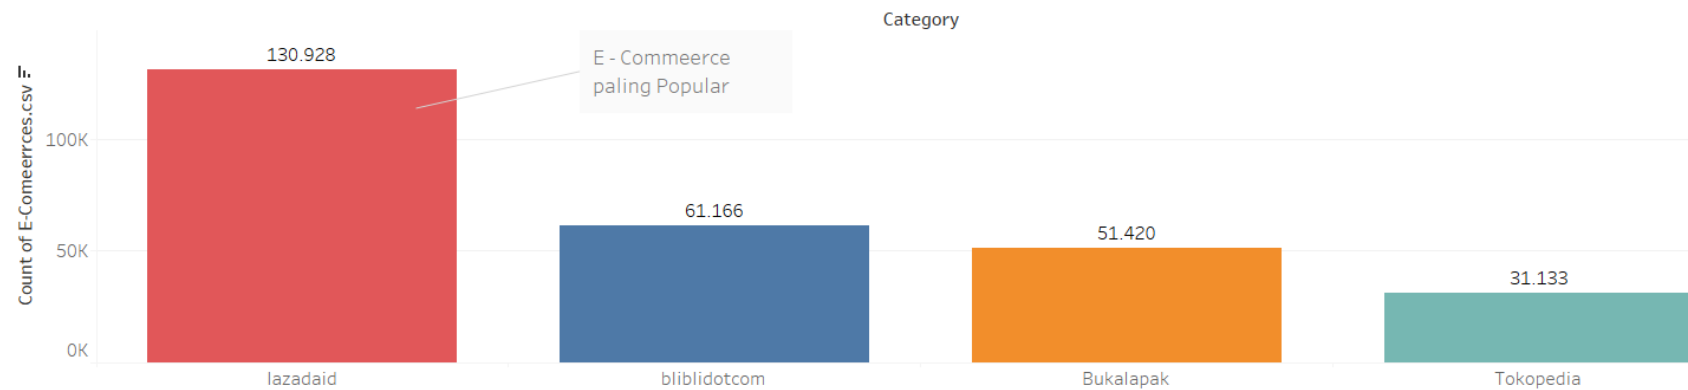 Category
Count of E-Comeerrces.csv
130.928
E - Commeerce
paling Popular
100K
61.166
51.420
50K
31.133
0K
lazadaid
bliblidotcom
Bukalapak
Tokopedia